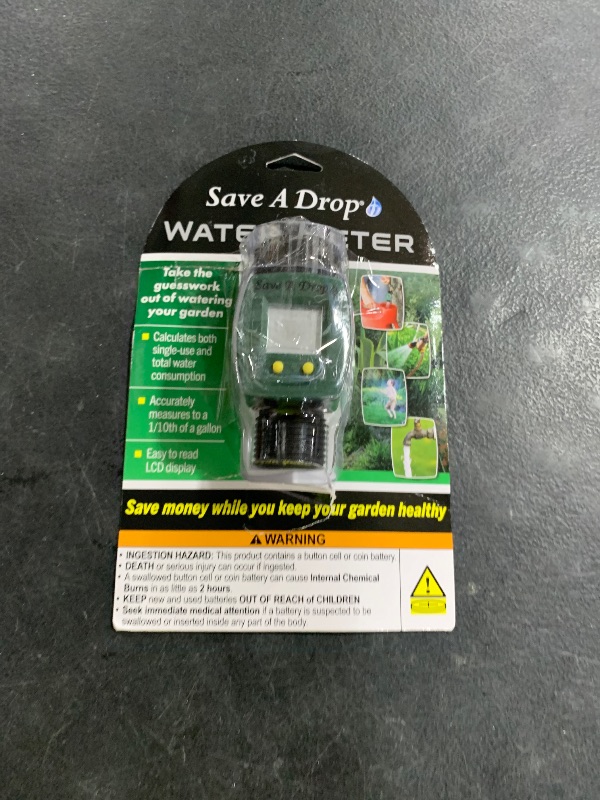 Save A Drop®
WATER METER
Save A Drop
Take the
guesswork
out of watering
your garden
Calculates both
single-use and
total water
consumption
Accurately
measures to a
1/10th of a gallon
Easy to read
LCD display
Save money while you keep your garden healthy
WARNING
• INGESTION HAZARD: This product contains a button cell or coin battery.
• DEATH or serious injury can occur if ingested.
• A swallowed button cell or coin battery can cause Internal Chemical
Burns in as little as 2 hours.
• KEEP new and used batteries OUT OF REACH of CHILDREN
• Seek immediate medical attention if a battery is suspected to be
swallowed or inserted inside any part of the body.